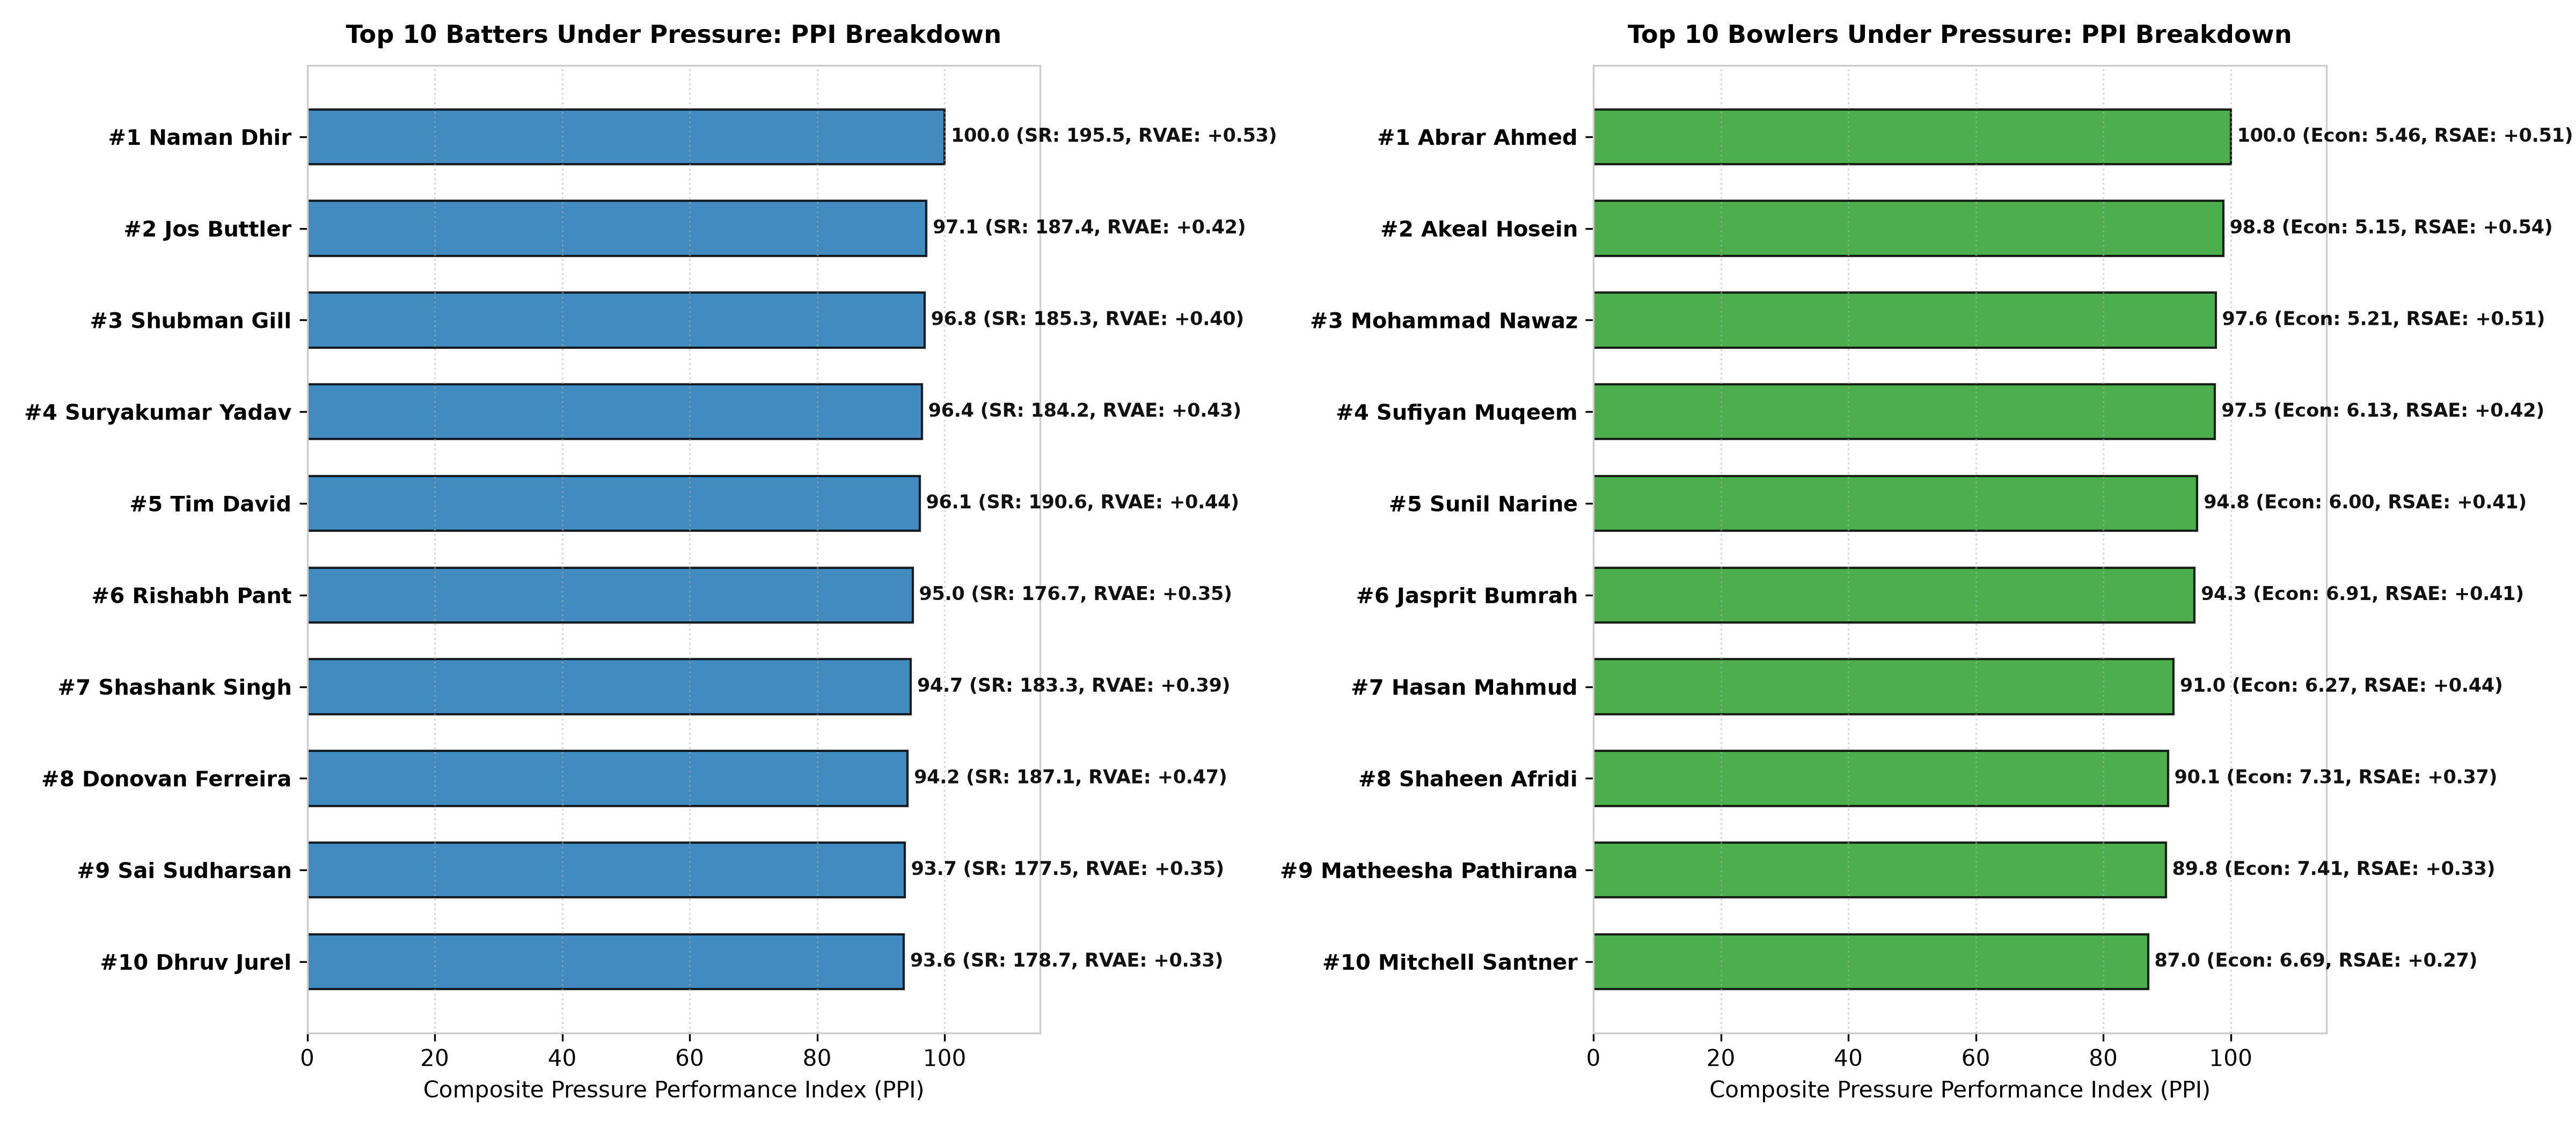 Top 10 Batters Under Pressure: PPI Breakdown
#1 Naman Dhir 100.0 (SR: 195.5, RVAE: +0.53)
#2 Jos Buttler 97.1 (SR: 187.4, RVAE: +0.42)
#3 Shubman Gill 96.8 (SR: 185.3, RVAE: +0.40)
#4 Suryakumar Yadav 96.4 (SR: 184.2, RVAE: +0.43)
#5 Tim David 96.1 (SR: 190.6, RVAE: +0.44)
#6 Rishabh Pant 95.0 (SR: 176.7, RVAE: +0.35)
#7 Shashank Singh 94.7 (SR: 183.3, RVAE: +0.39)
#8 Donovan Ferreira 94.2 (SR: 187.1, RVAE: +0.47)
#9 Sai Sudharsan 93.7 (SR: 177.5, RVAE: +0.35)
#10 Dhruv Jurel 93.6 (SR: 178.7, RVAE: +0.33)
0 20 40 60 80 100
Composite Pressure Performance Index (PPI)
Top 10 Bowlers Under Pressure: PPI Breakdown
#1 Abrar Ahmed 100.0 (Econ: 5.46, RSAE: +0.51)
#2 Akeal Hosein 98.8 (Econ: 5.15, RSAE: +0.54)
#3 Mohammad Nawaz 97.6 (Econ: 5.21, RSAE: +0.51)
#4 Sufiyan Muqeem 97.5 (Econ: 6.13, RSAE: +0.42)
#5 Sunil Narine 94.8 (Econ: 6.00, RSAE: +0.41)
#6 Jasprit Bumrah 94.3 (Econ: 6.91, RSAE: +0.41)
#7 Hasan Mahmud 91.0 (Econ: 6.27, RSAE: +0.44)
#8 Shaheen Afridi 90.1 (Econ: 7.31, RSAE: +0.37)
#9 Matheesha Pathirana 89.8 (Econ: 7.41, RSAE: +0.33)
#10 Mitchell Santner 87.0 (Econ: 6.69, RSAE: +0.27)
0 20 40 60 80 100
Composite Pressure Performance Index (PPI)